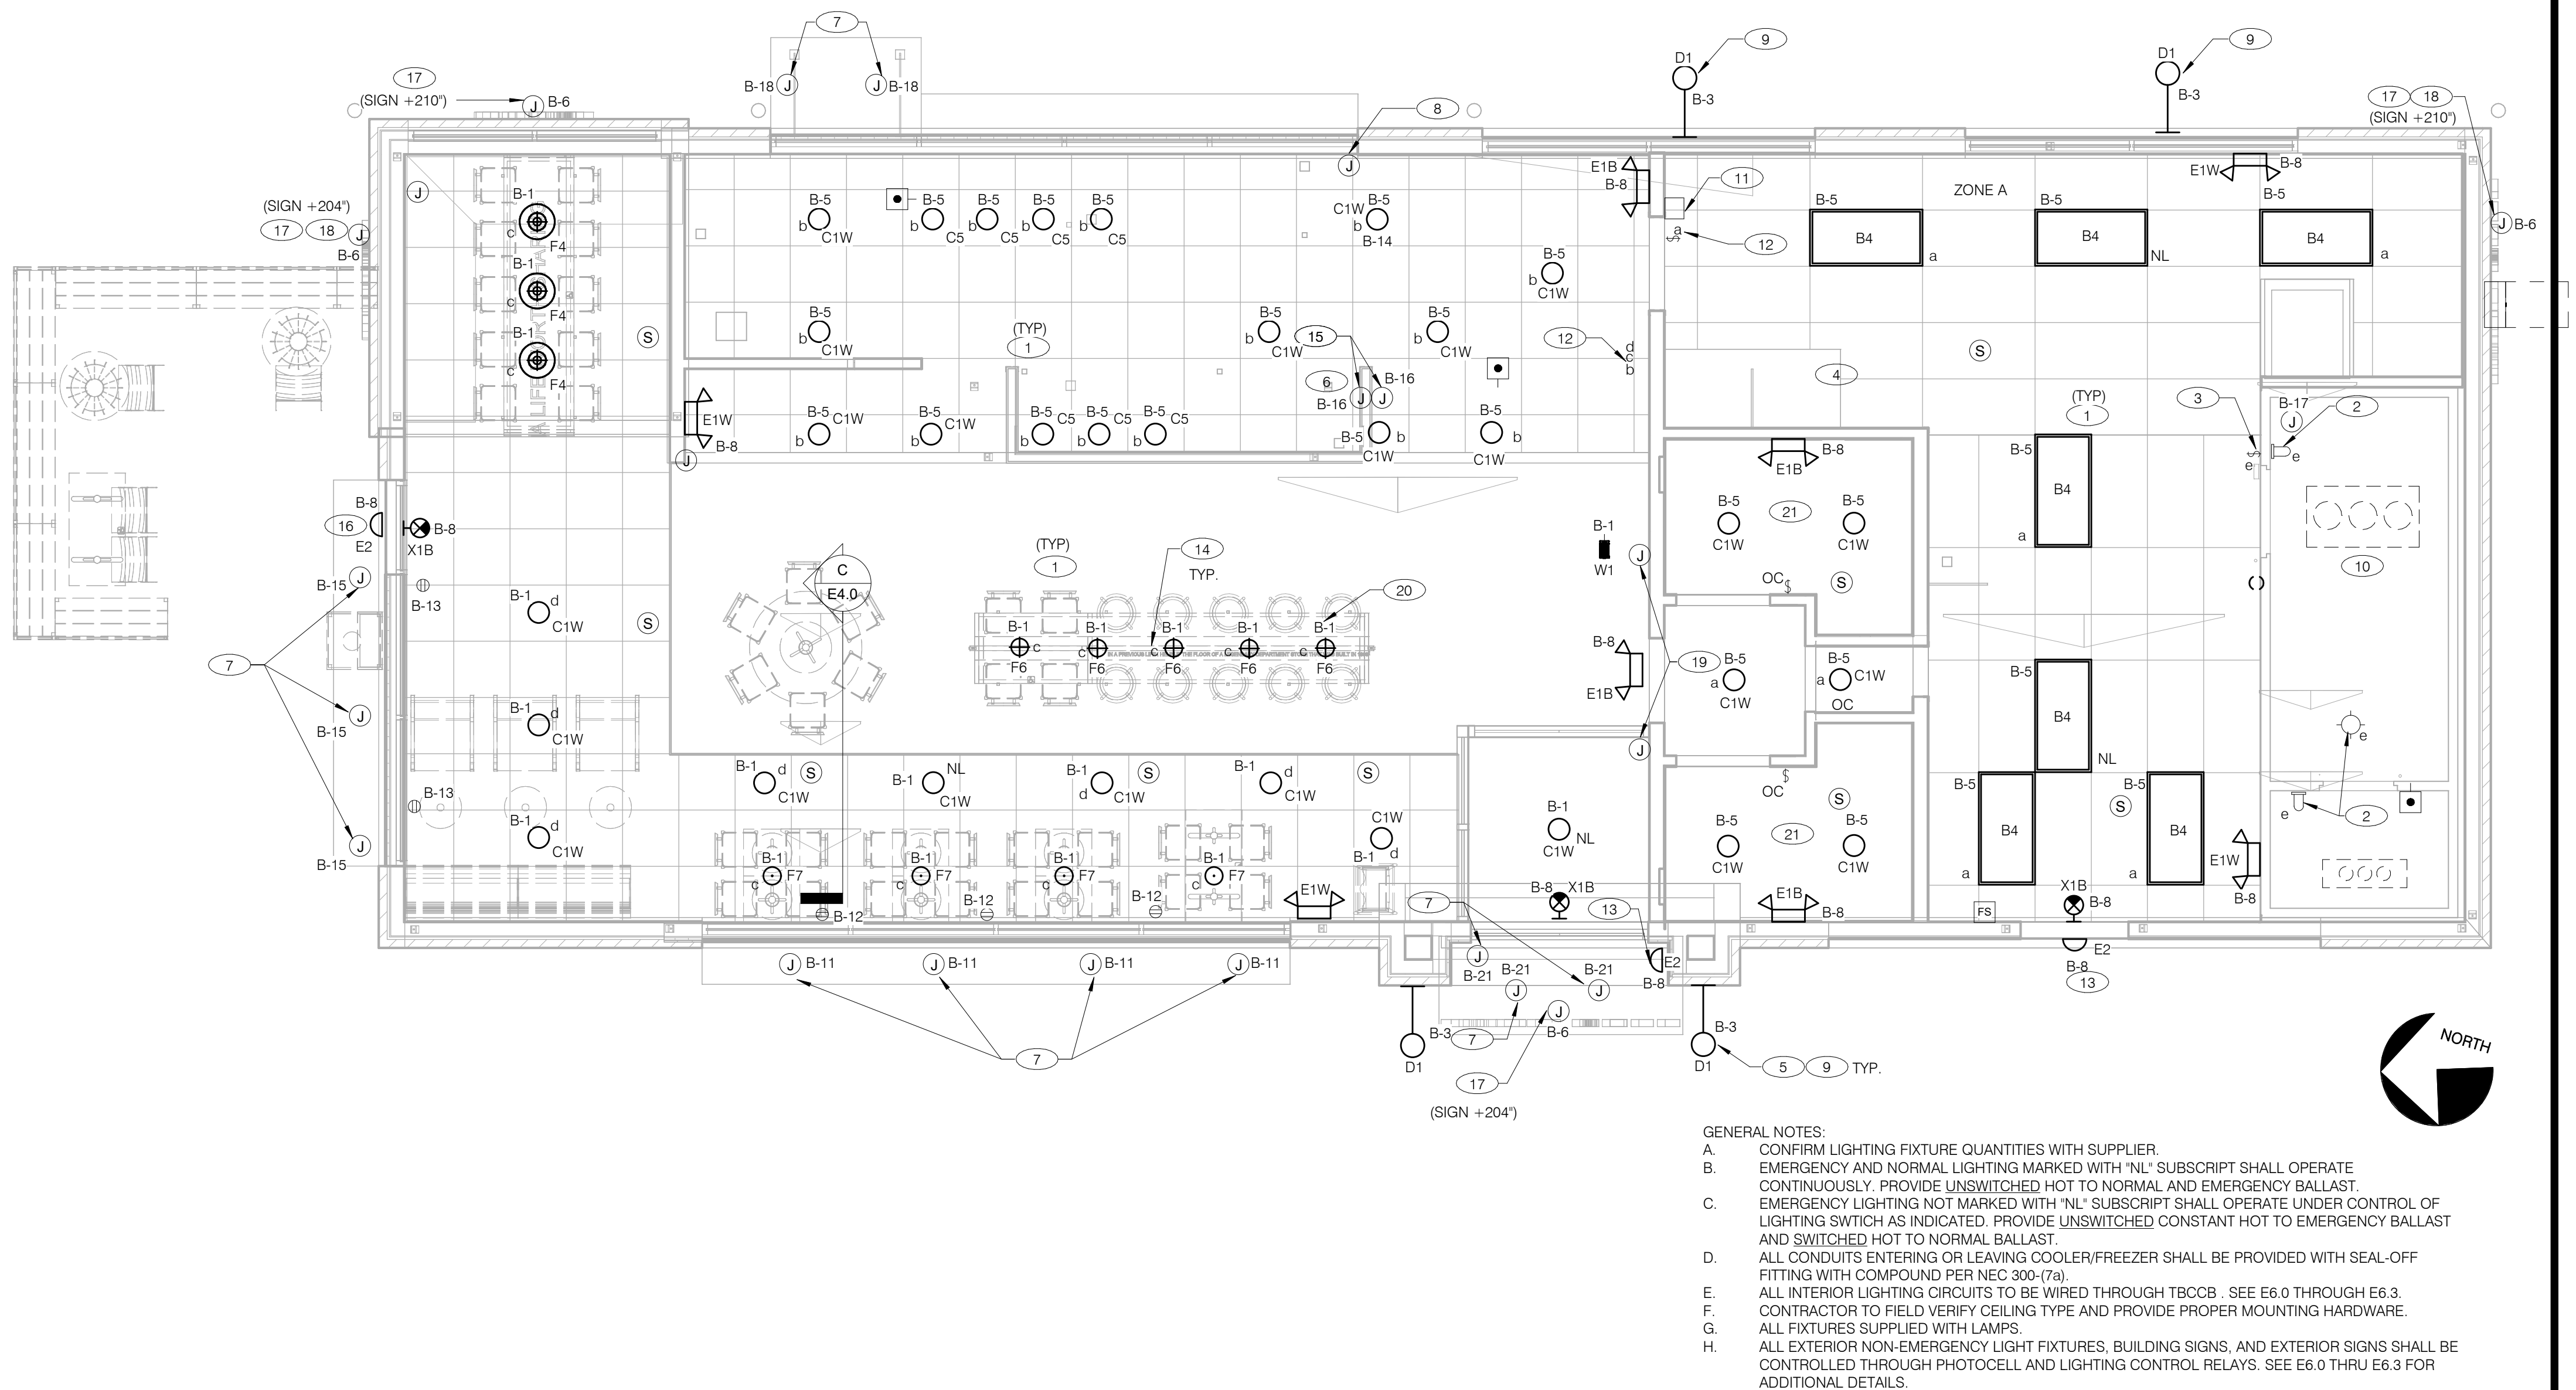 7
9
9
17
(SIGN +210")
J B-6
B-18 J
J B-18
D1
B-3
D1
B-3
8
17 18
(SIGN +210")
J
E1B
B-8
11
ZONE A
E1W
B-8
J
B-1
c
F4
B-5
b
C1W
B-5
b
C5
B-5
b
C5
B-5
b
C5
B-5
b
C5
B-5
C1W
b
B-14
a
$
12
B-5
B4
a
B-5
B4
NL
B-5
B4
a
J B-6
(SIGN +204")
17 18
J
B-6
B-1
c
F4
B-5
b
C1W
B-1
c
F4
S
B-5
b
C1W
(TYP)
1
B-5
b
C1W
15
B-5
b
C1W
12
d
c
b
S
6
B-16
J
J
B-16
4
E1W
B-8
J
B-5
C1W
b
B-5
C1W
b
B-5
C5
b
B-5
C5
b
B-5
C5
b
B-5
b
C1W
B-5
b
C1W
(TYP)
1
3
B-17
J
2
$
e
e
B-5
B4
a
E1B
B-8
B-8
16
E2
B-8
X1B
B-5
C1W
21
B-5
C1W
10
B-1
W1
J
C
E4.0
(TYP)
1
14
TYP.
20
B-15
J
B-13
B-1
d
C1W
S
OC
$
S
B-1
c
F6
B-1
c
F6
B-1
c
F6
B-1
c
F6
B-1
c
F6
B-8
E1B
19
7
B-5
a
C1W
B-5
a
C1W
OC
B-5
B4
NL
J
B-15
B-1
d
C1W
J
e
B-1
d
C1W
S
B-1
NL
C1W
B-1
d
C1W
S
B-1
d
C1W
S
OC
$
S
B-5
B4
a
B-5
B4
a
S
e
2
B-13
B-1
d
C1W
J
B-15
C1W
B-1
d
B-1
NL
C1W
B-5
C1W
21
B-5
C1W
B-1
c
F7
B-1
c
F7
B-1
c
F7
B-1
c
F7
E1W
B-8
B-12
B-12
B-12
E1W
7
B-8
X1B
13
E1B
B-8
FS
X1B
B-8
J B-11
J B-11
J B-11
J B-11
J
B-21
B-21
J
B-21
J
E2
B-8
E2
B-8
13
7
B-3
D1
7
J
B-6
B-3
D1
5 9 TYP.
17
(SIGN +204")
NORTH
GENERAL NOTES:
A. CONFIRM LIGHTING FIXTURE QUANTITIES WITH SUPPLIER.
B. EMERGENCY AND NORMAL LIGHTING MARKED WITH "NL" SUBSCRIPT SHALL OPERATE
CONTINUOUSLY. PROVIDE UNSWITCHED HOT TO NORMAL AND EMERGENCY BALLAST.
C. EMERGENCY LIGHTING NOT MARKED WITH "NL" SUBSCRIPT SHALL OPERATE UNDER CONTROL OF
LIGHTING SWTICH AS INDICATED. PROVIDE UNSWITCHED CONSTANT HOT TO EMERGENCY BALLAST
AND SWITCHED HOT TO NORMAL BALLAST.
D. ALL CONDUITS ENTERING OR LEAVING COOLER/FREEZER SHALL BE PROVIDED WITH SEAL-OFF
FITTING WITH COMPOUND PER NEC 300-(7a).
E. ALL INTERIOR LIGHTING CIRCUITS TO BE WIRED THROUGH TBCCB . SEE E6.0 THROUGH E6.3.
F. CONTRACTOR TO FIELD VERIFY CEILING TYPE AND PROVIDE PROPER MOUNTING HARDWARE.
G. ALL FIXTURES SUPPLIED WITH LAMPS.
H. ALL EXTERIOR NON-EMERGENCY LIGHT FIXTURES, BUILDING SIGNS, AND EXTERIOR SIGNS SHALL BE
CONTROLLED THROUGH PHOTOCELL AND LIGHTING CONTROL RELAYS. SEE E6.0 THRU E6.3 FOR
ADDITIONAL DETAILS.